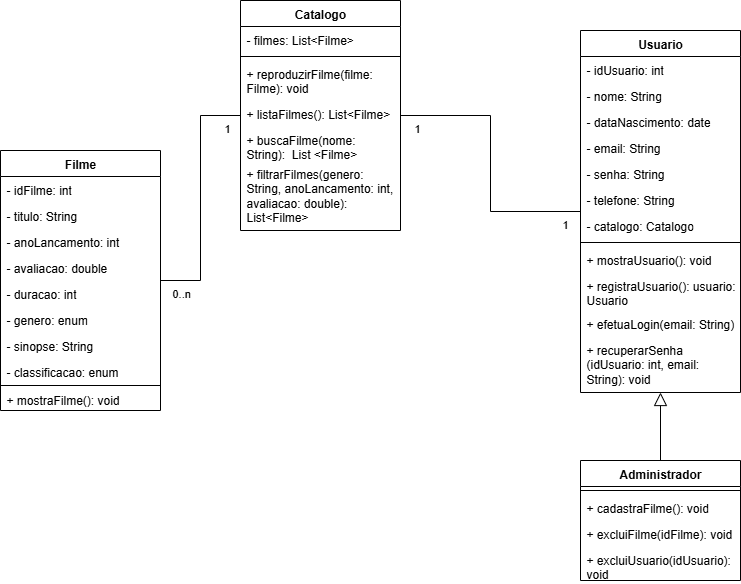 Catalogo
- filmes: List<Filme>
+ reproduzirFilme(filme:
Filme): void
+ listaFilmes(): List<Filme>
+ buscaFilme(nome:
String):  List <Filme>
+ filtrarFilmes(genero:
String, anoLancamento: int,
avaliacao: double):
List<Filme>
1
1
Filme
- idFilme: int
- titulo: String
- anoLancamento: int
- avaliacao: double
- duracao: int
- genero: enum
- sinopse: String
- classificacao: enum
+ mostraFilme(): void
0..n
Usuario
- idUsuario: int
- nome: String
- dataNascimento: date
- email: String
- senha: String
- telefone: String
- catalogo: Catalogo
+ mostraUsuario(): void
+ registraUsuario(): usuario:
Usuario
+ efetuaLogin(email: String)
+ recuperarSenha
(idUsuario: int, email:
String): void
1
Administrador
+ cadastraFilme(): void
+ excluiFilme(idFilme): void
+ excluiUsuario(idUsuario):
void